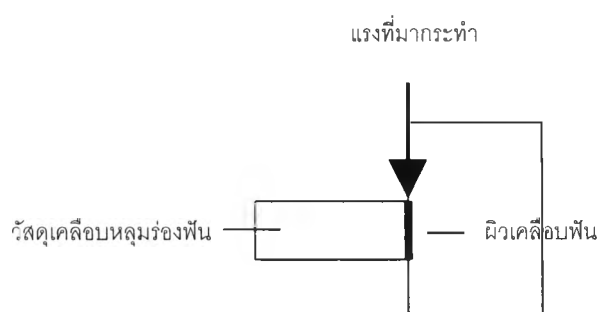 แรงที่มากระทำ
วัสดุเคลือบหลุมร่องฟัน
ผิวเคลือบฟัน